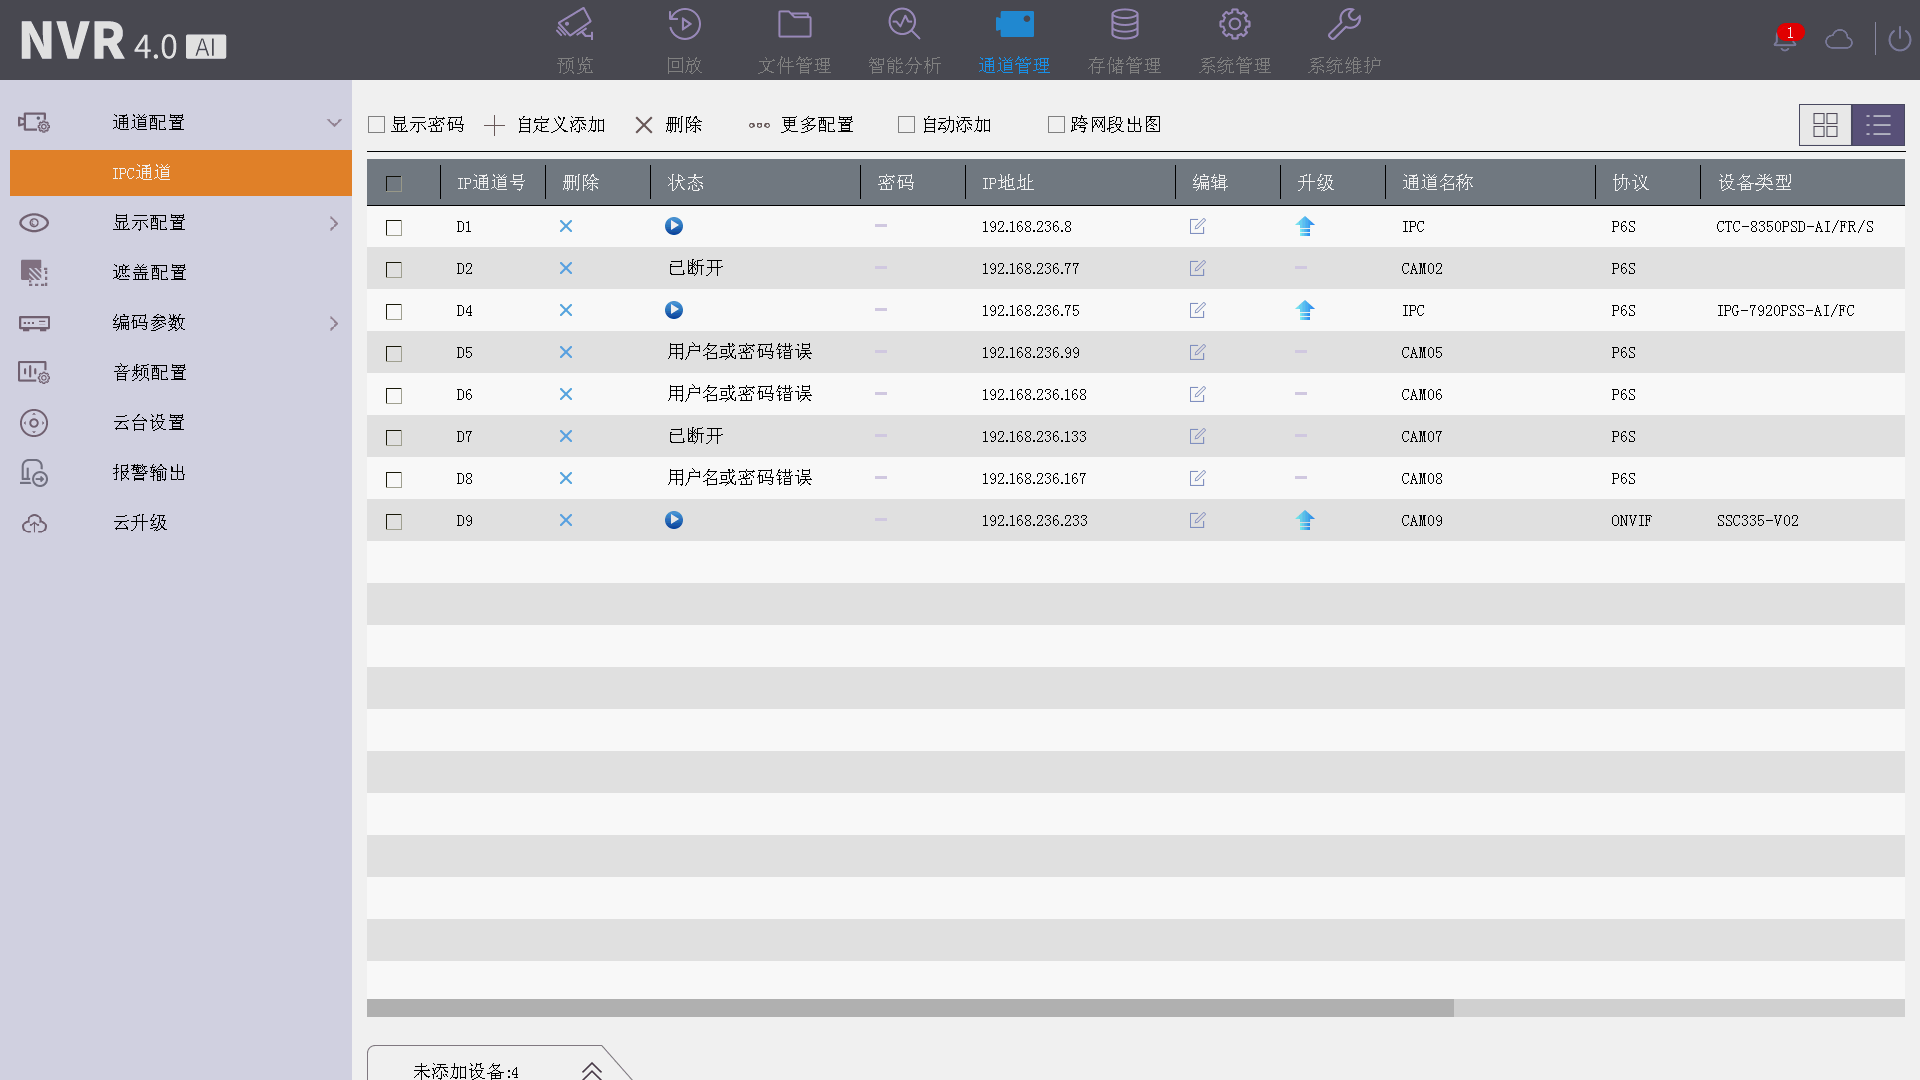 NVR 4.0 AI
预览 回放 文件管理 智能分析 通道管理 存储管理 系统管理 系统维护
1
通道配置
IPC通道
显示配置
遮盖配置
编码参数
音频配置
云台设置
报警输出
云升级
显示密码 自定义添加 删除 更多配置 自动添加 跨网段出图
IP通道号 删除 状态 密码 IP地址 编辑 升级 通道名称 协议 设备类型
D1 192.168.236.8 IPC P6S CTC-8350PSD-AI/FR/S
D2 已断开 192.168.236.77 CAM02 P6S
D4 192.168.236.75 IPC P6S IPG-7920PSS-AI/FC
D5 用户名或密码错误 192.168.236.99 CAM05 P6S
D6 用户名或密码错误 192.168.236.168 CAM06 P6S
D7 已断开 192.168.236.133 CAM07 P6S
D8 用户名或密码错误 192.168.236.167 CAM08 P6S
D9 192.168.236.233 CAM09 ONVIF SSC335-V02
未添加设备:4